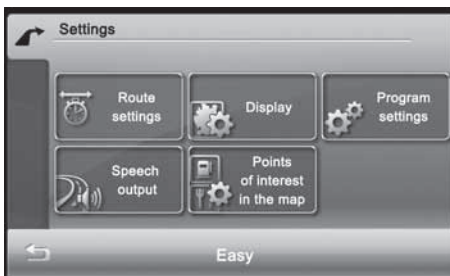 Settings
Route
settings
Display
Program
settings
Speech
output
Points
of interest
in the map
Easy